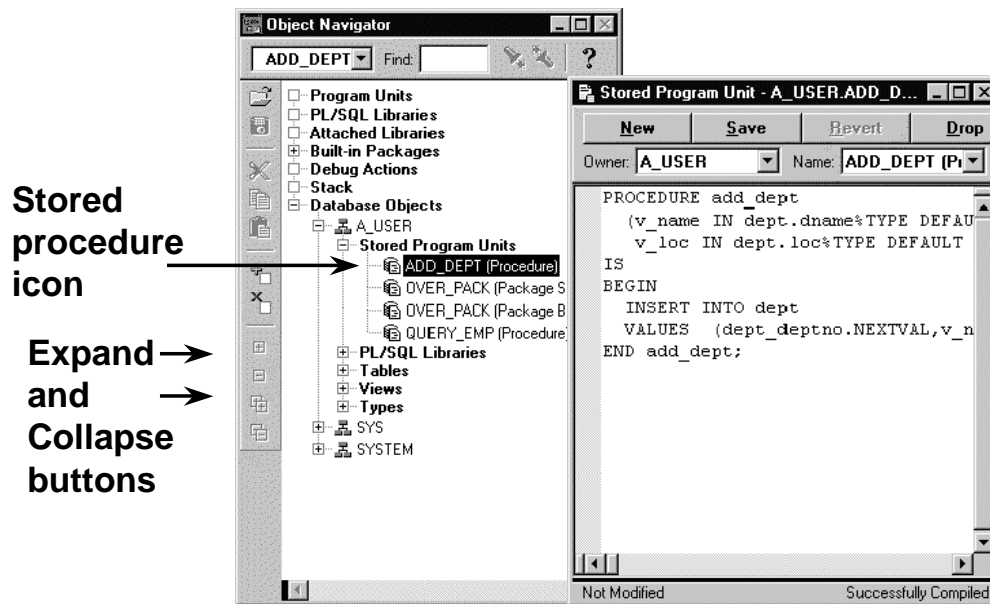 Stored
procedure
icon
Expand
and
Collapse
buttons
Object Navigator
ADD_DEPT Find: ?
Program Units
PL/SQL Libraries
Attached Libraries
Built-in Packages
Debug Actions
Stack
Database Objects
A_USER
Stored Program Units
ADD_DEPT (Procedure)
OVER_PACK (Package S
OVER_PACK (Package B
QUERY_EMP (Procedure)
PL/SQL Libraries
Tables
Views
Types
SYS
SYSTEM
Stored Program Unit - A_USER.ADD_D...
New Save Revert Drop
Owner: A_USER Name: ADD_DEPT (Pr
PROCEDURE add_dept
(v_name IN dept.dname%TYPE DEFAU
v_loc IN dept.loc%TYPE DEFAULT
IS
BEGIN
INSERT INTO dept
VALUES (dept_deptno.NEXTVAL,v_n
END add_dept;
Not Modified Successfully Compiled